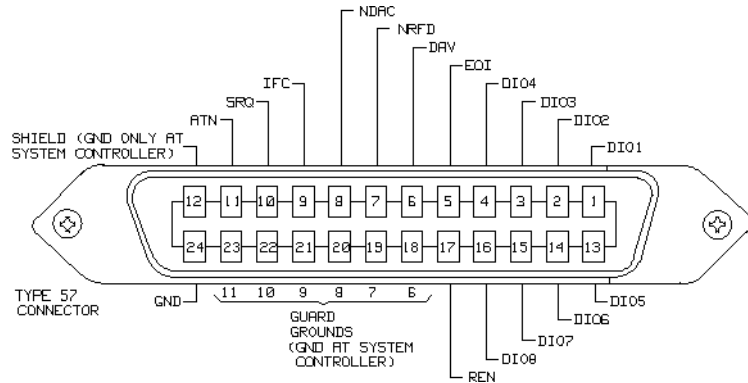 NDAC
NRFD
DAV
EOI
IFC
DIO4
SRQ
DIO3
ATN
DIO2
SHIELD (GND ONLY AT
SYSTEM CONTROLLER)
DIO1
12 11 10 9 8 7 6 5 4 3 2 1
24 23 22 21 20 19 18 17 16 15 14 13
TYPE 57
CONNECTOR
GND
11 10 9 8 7 6
DIO5
GUARD
GROUNDS
(GND AT SYSTEM
CONTROLLER)
DIO6
DIO7
DIO8
REN